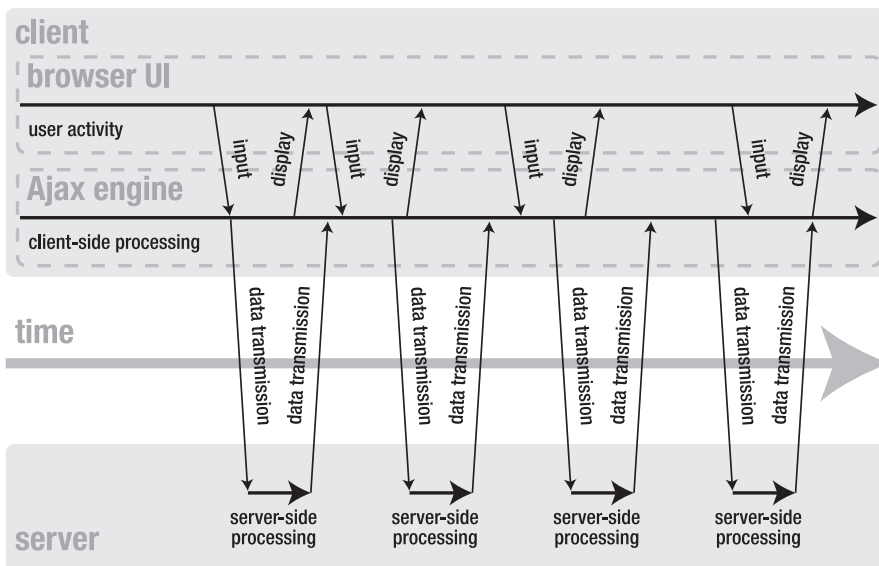 client
browser UI
user activity
input
display
input
display
input
display
input
display
Ajax engine
client-side processing
data transmission
data transmission
data transmission
data transmission
data transmission
data transmission
data transmission
data transmission
time
server-side
processing
server-side
processing
server-side
processing
server-side
processing
server